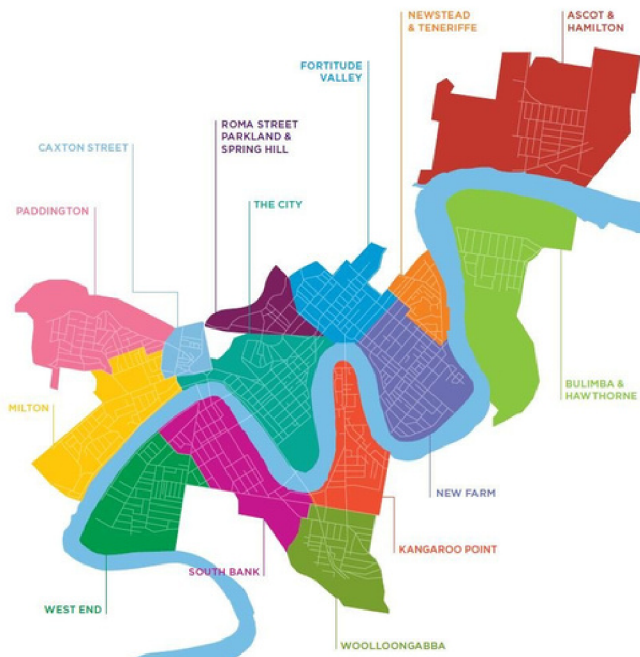 NEWSTEAD
& TENERIFFE
ASCOT &
HAMILTON
FORTITUDE
VALLEY
ROMA STREET
PARKLAND &
SPRING HILL
CAXTON STREET
THE CITY
PADDINGTON
BULIMBA &
HAWTHORNE
MILTON
NEW FARM
KANGAROO POINT
SOUTH BANK
WEST END
WOOLLOONGABBA